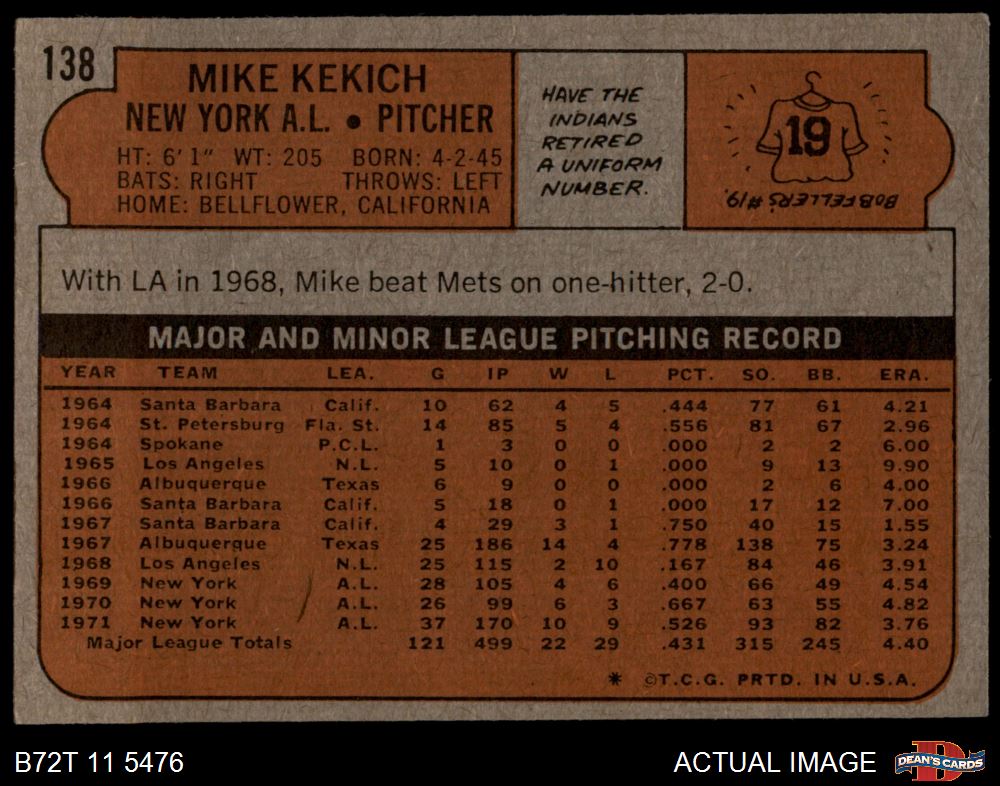 138
MIKE KEKICH
NEW YORK A.L. • PITCHER
HT: 6' 1" WT: 205 BORN: 4-2-45
BATS: RIGHT THROWS: LEFT
HOME: BELLFLOWER, CALIFORNIA
HAVE THE
INDIANS
RETIRED
A UNIFORM
NUMBER.
19
BOB FELLER'S #19.
With LA in 1968, Mike beat Mets on one-hitter, 2-0.
MAJOR AND MINOR LEAGUE PITCHING RECORD
YEAR TEAM LEA. G IP W L PCT. SO. BB. ERA.
1964 Santa Barbara Calif. 10 62 4 5 .444 77 61 4.21
1964 St. Petersburg Fla. St. 14 85 5 4 .556 81 67 2.96
1964 Spokane P.C.L. 1 3 0 0 .000 2 2 6.00
1965 Los Angeles N.L. 5 10 0 1 .000 9 13 9.90
1966 Albuquerque Texas 6 9 0 0 .000 2 6 4.00
1966 Santa Barbara Calif. 5 18 0 1 .000 17 12 7.00
1967 Santa Barbara Calif. 4 29 3 1 .750 40 15 1.55
1967 Albuquerque Texas 25 186 14 4 .778 138 75 3.24
1968 Los Angeles N.L. 25 115 2 10 .167 84 46 3.91
1969 New York A.L. 28 105 4 6 .400 66 49 4.54
1970 New York A.L. 26 99 6 3 .667 63 55 4.82
1971 New York A.L. 37 170 10 9 .526 93 82 3.76
Major League Totals 121 499 22 29 .431 315 245 4.40
* ©T.C.G. PRTD. IN U.S.A.
B72T 11 5476
ACTUAL IMAGE
D
DEAN'S CARDS